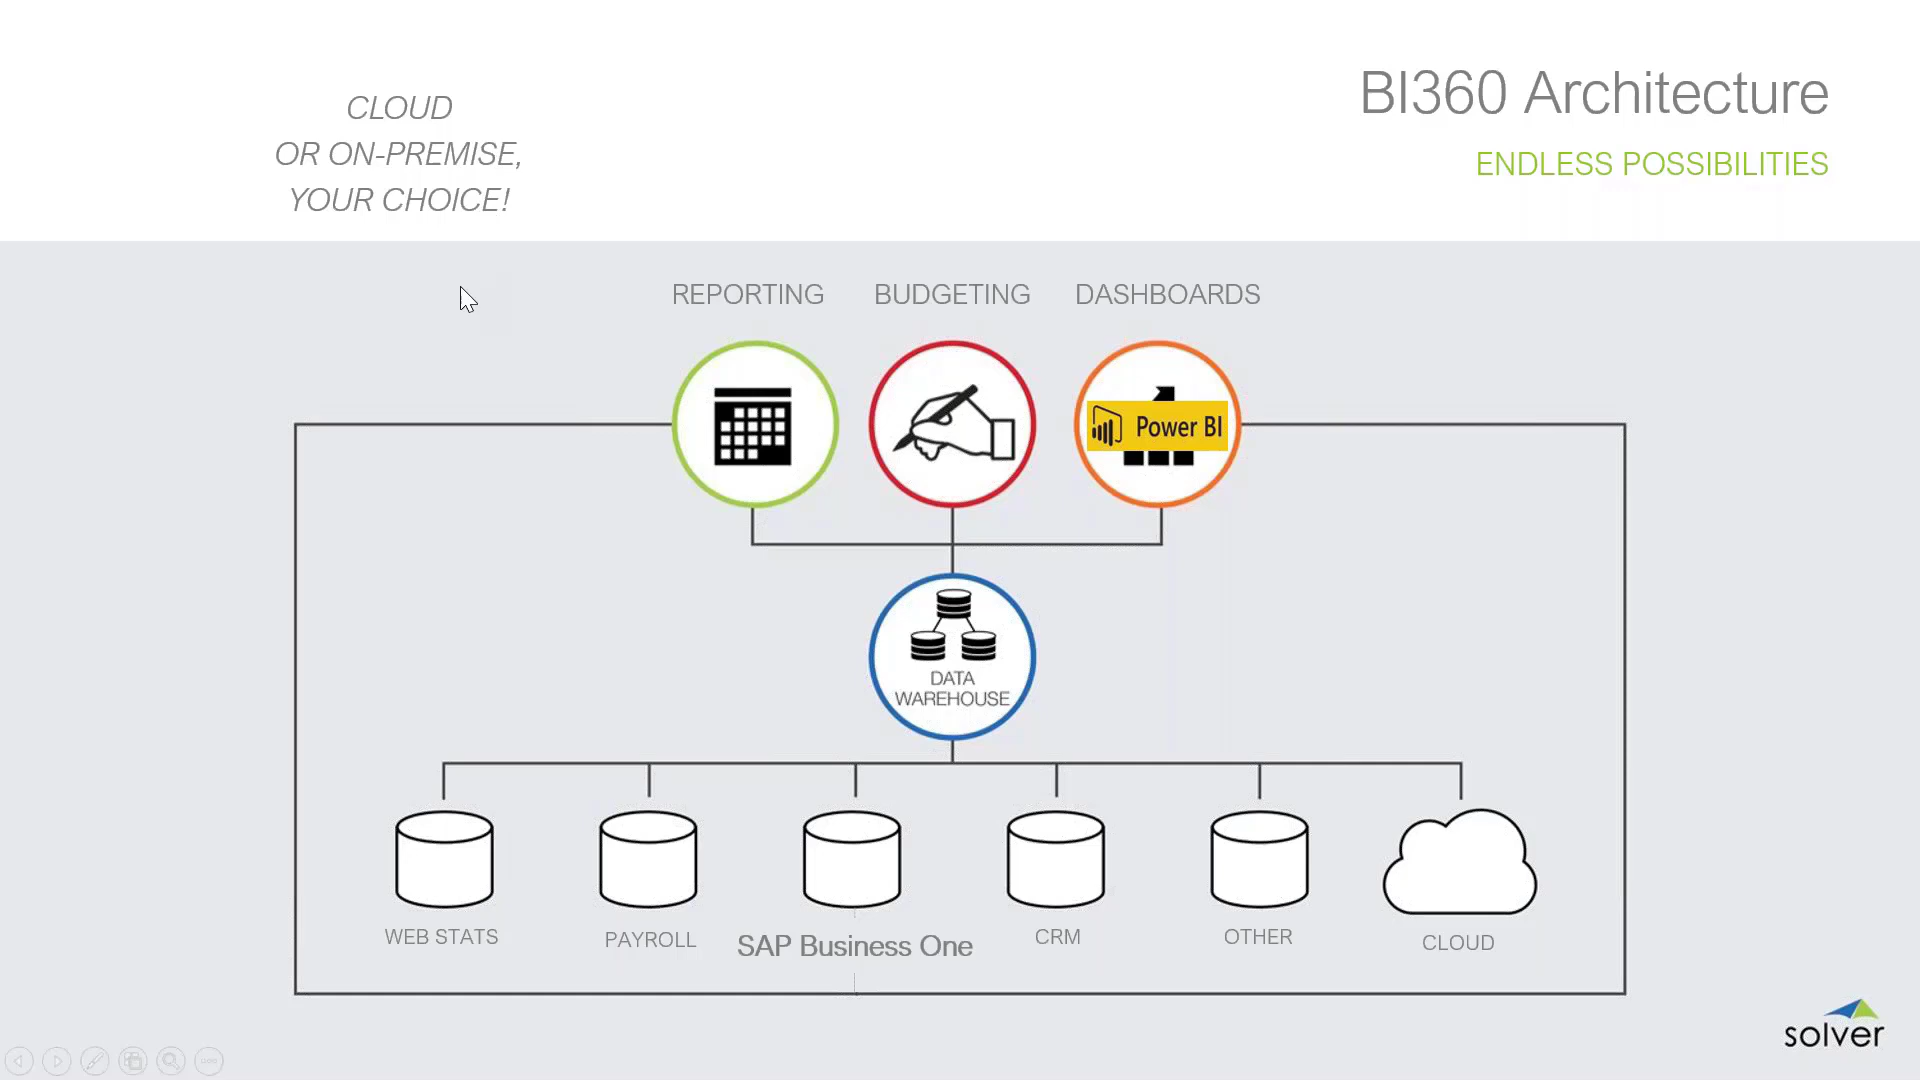 CLOUD
OR ON-PREMISE,
YOUR CHOICE!
BI360 Architecture
ENDLESS POSSIBILITIES
REPORTING
BUDGETING
DASHBOARDS
Power BI
DATA
WAREHOUSE
WEB STATS
PAYROLL
SAP Business One
CRM
OTHER
CLOUD
solver